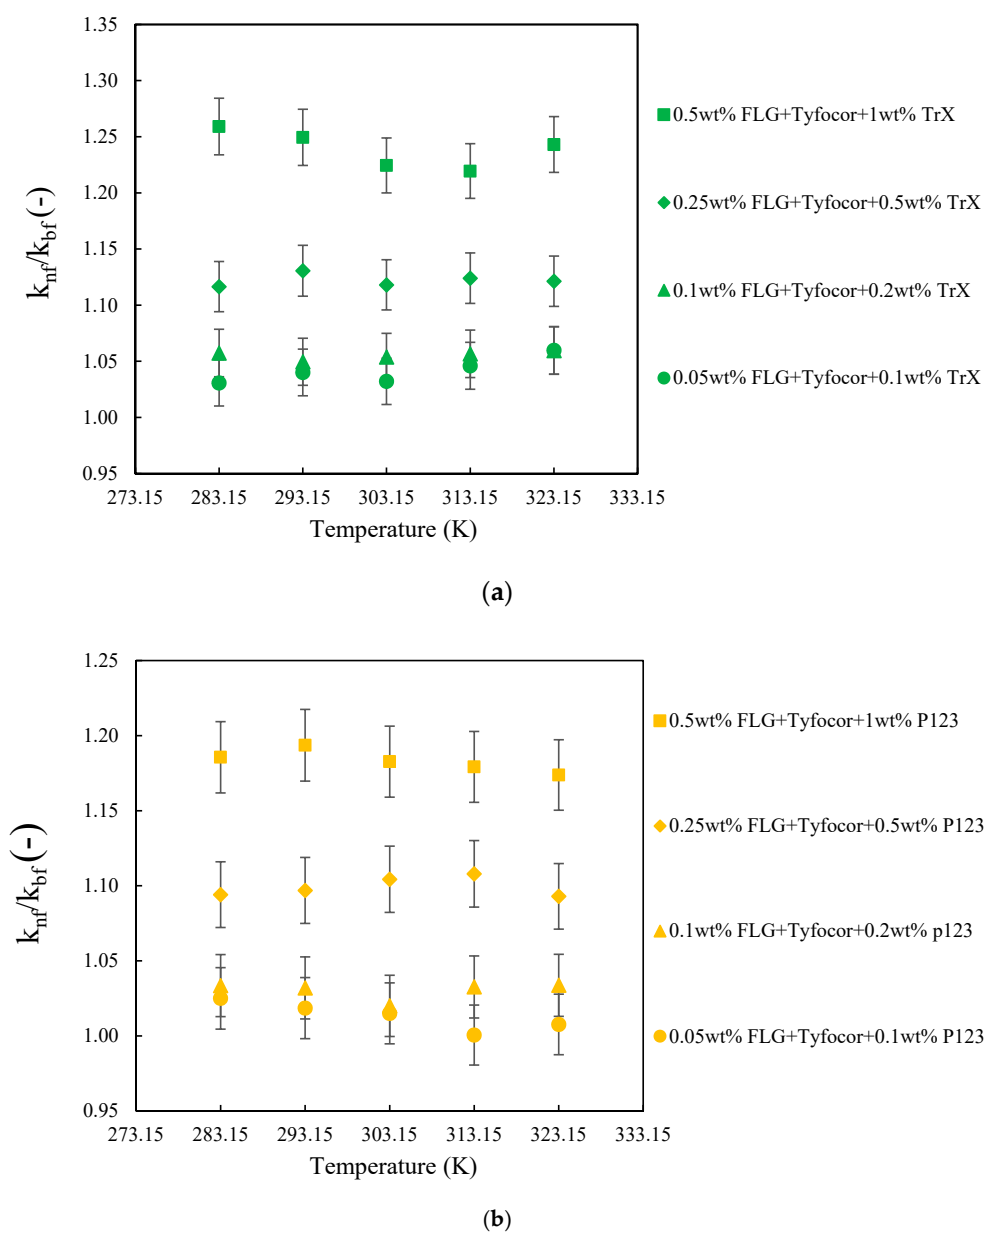 1.35
1.30
1.25
1.20
1.15
1.10
1.05
1.00
0.95
k_nf/k_bf (-)
273.15 283.15 293.15 303.15 313.15 323.15 333.15
Temperature (K)
0.5wt% FLG+Tyfocor+1wt% TrX
0.25wt% FLG+Tyfocor+0.5wt% TrX
0.1wt% FLG+Tyfocor+0.2wt% TrX
0.05wt% FLG+Tyfocor+0.1wt% TrX
(a)
1.25
1.20
1.15
1.10
1.05
1.00
0.95
k_nf/k_bf (-)
273.15 283.15 293.15 303.15 313.15 323.15 333.15
Temperature (K)
0.5wt% FLG+Tyfocor+1wt% P123
0.25wt% FLG+Tyfocor+0.5wt% P123
0.1wt% FLG+Tyfocor+0.2wt% p123
0.05wt% FLG+Tyfocor+0.1wt% P123
(b)